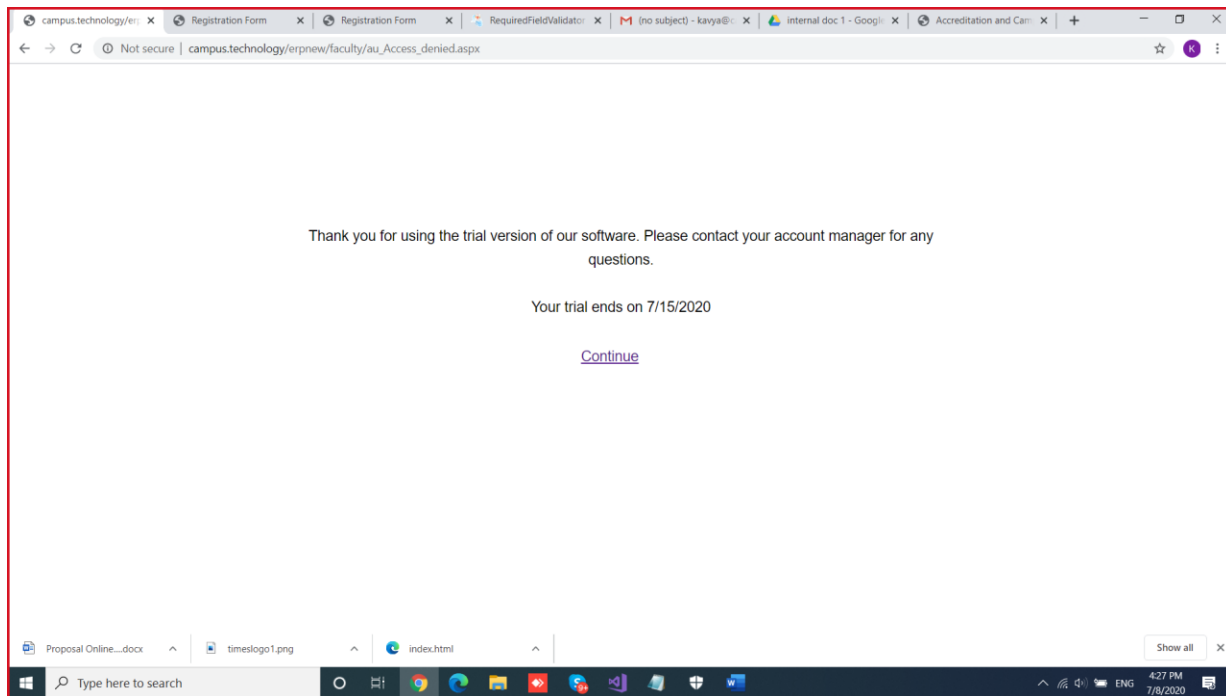 campus.technology/er
Registration Form
Registration Form
RequiredFieldValidator
(no subject) - kavya@
internal doc 1 - Google
Accreditation and Cam
Not secure | campus.technology/erpnew/faculty/au_Access_denied.aspx
K
Thank you for using the trial version of our software. Please contact your account manager for any
questions.
Your trial ends on 7/15/2020
Continue
Proposal Online....docx
timeslogo1.png
index.html
Show all
Type here to search
ENG
4:27 PM
7/8/2020